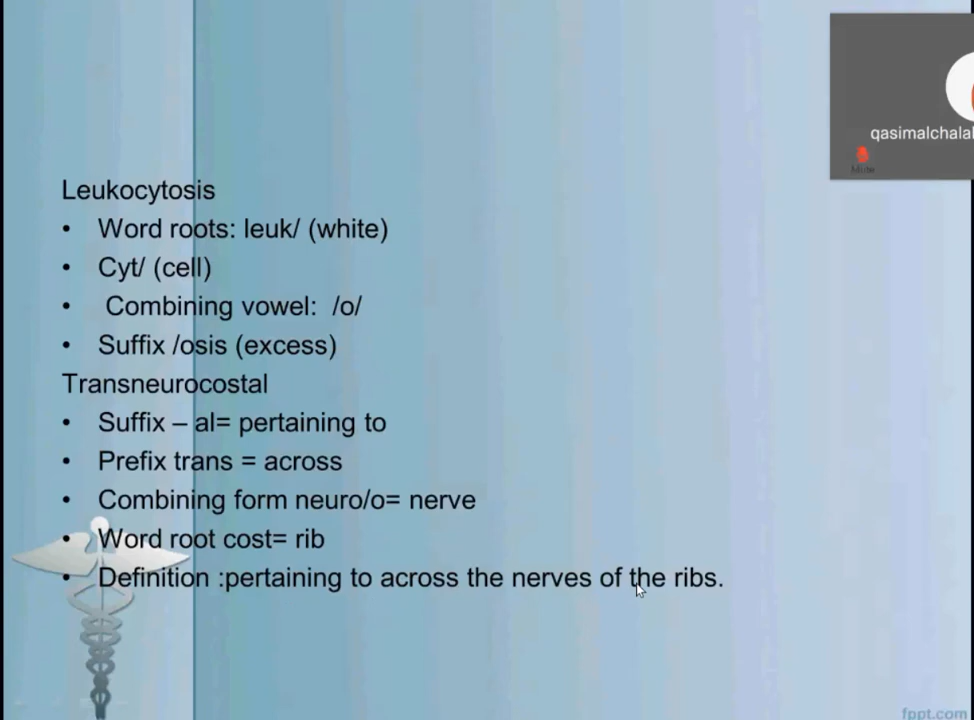 qasimalchala
Mute
Leukocytosis
• Word roots: leuk/ (white)
• Cyt/ (cell)
• Combining vowel: /o/
• Suffix /osis (excess)
Transneurocostal
• Suffix – al= pertaining to
• Prefix trans = across
• Combining form neuro/o= nerve
• Word root cost= rib
• Definition :pertaining to across the nerves of the ribs.
fppt.com